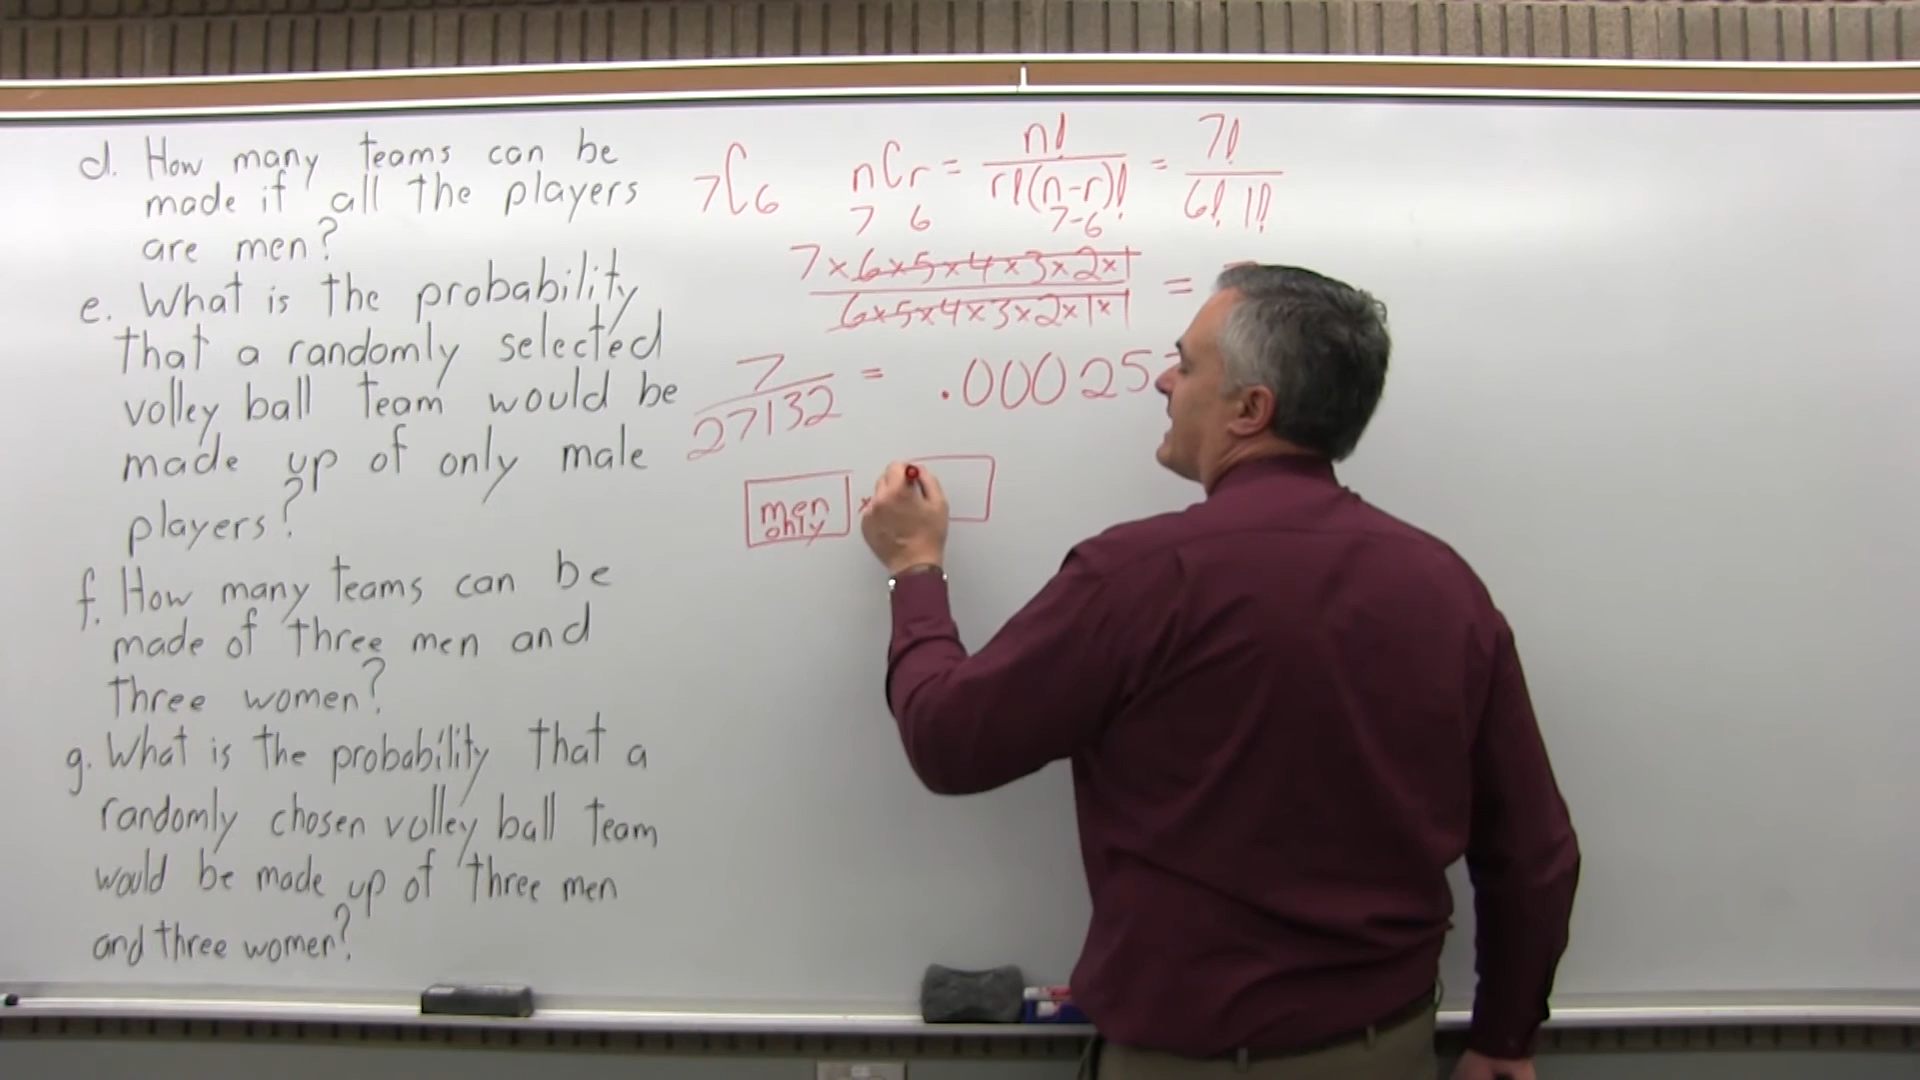 d. How many teams can be
made if all the players
are men?
e. What is the probability
that a randomly selected
volley ball team would be
made up of only male
players?
f. How many teams can be
made of three men and
three women?
g. What is the probability that a
randomly chosen volley ball team
would be made up of three men
and three women?
7C6 nCr = n!/r!(n-r)! = 7!/6! 1!
7 6 7-6
7×6×5×4×3×2×1/6×5×4×3×2×1×1 =
7/27132 = .00025
men ×
only